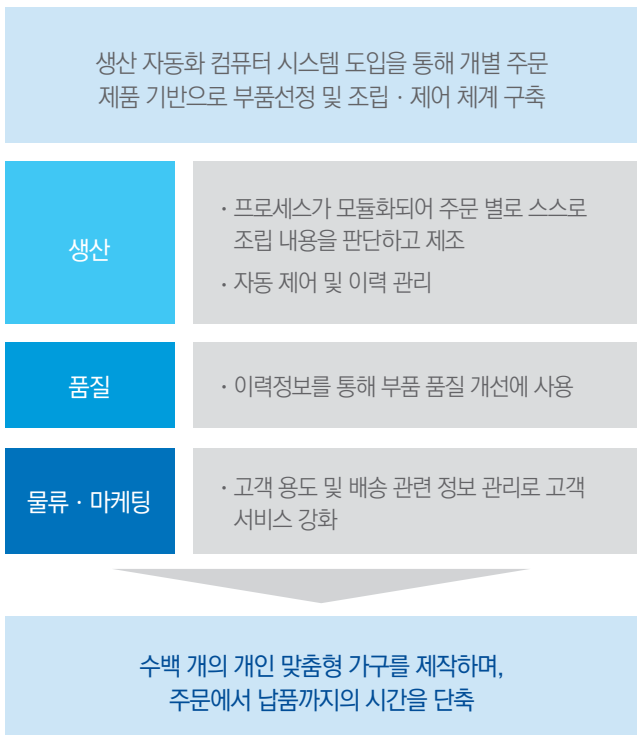 생산 자동화 컴퓨터 시스템 도입을 통해 개별 주문
제품 기반으로 부품선정 및 조립 · 제어 체계 구축
생산
· 프로세스가 모듈화되어 주문 별로 스스로
조립 내용을 판단하고 제조
· 자동 제어 및 이력 관리
품질
· 이력정보를 통해 부품 품질 개선에 사용
물류 · 마케팅
· 고객 용도 및 배송 관련 정보 관리로 고객
서비스 강화
수백 개의 개인 맞춤형 가구를 제작하며,
주문에서 납품까지의 시간을 단축